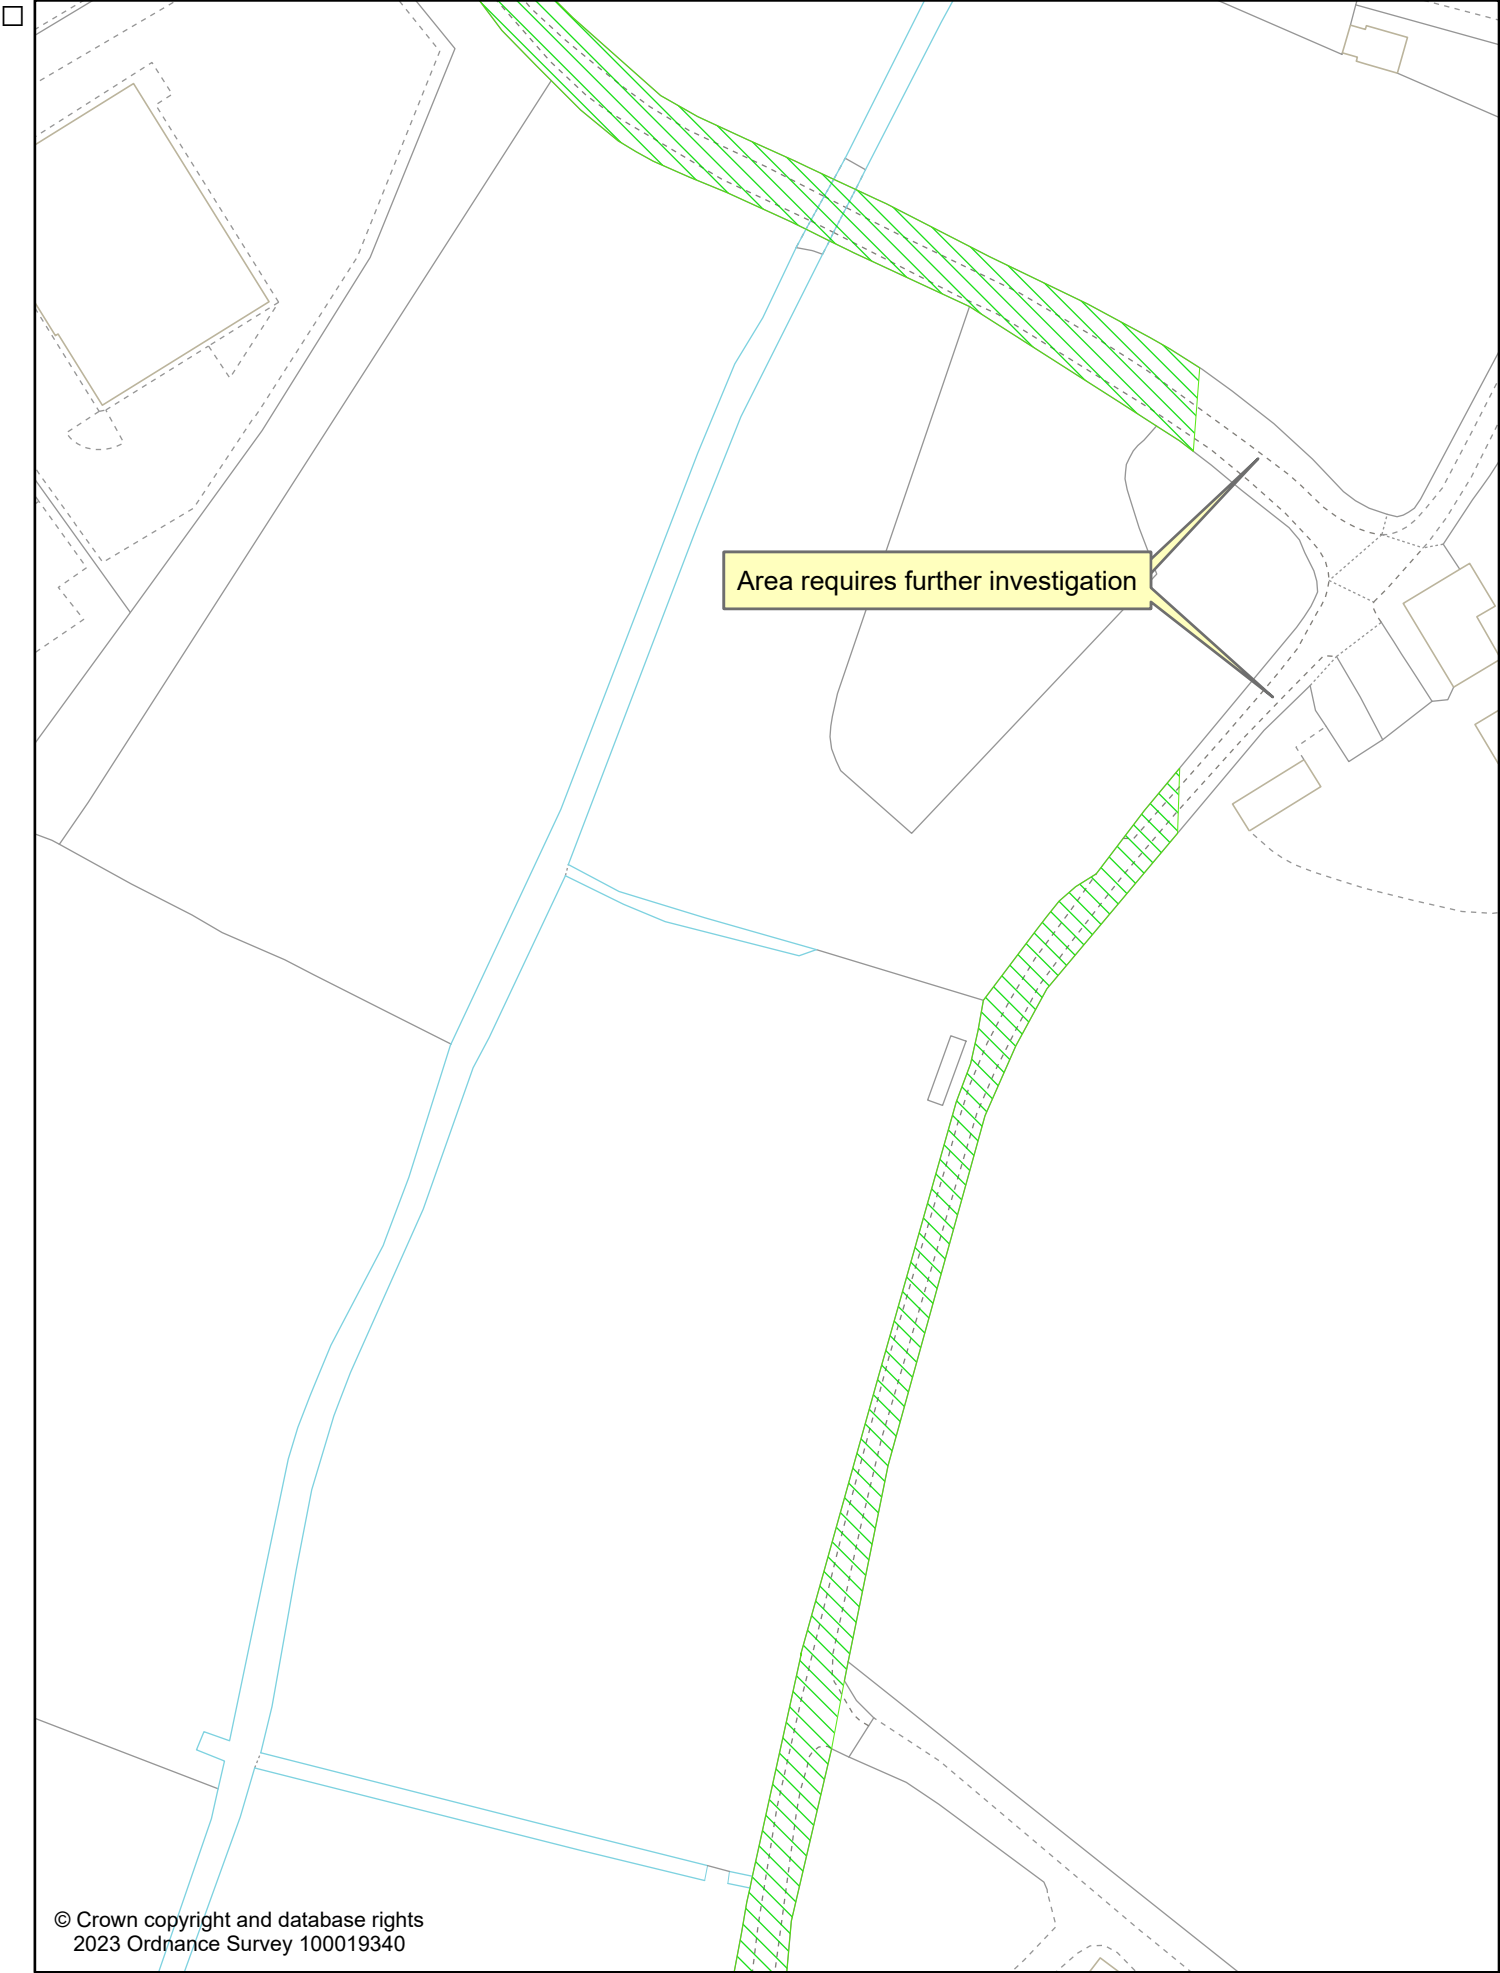 Area requires further investigation
© Crown copyright and database rights
2023 Ordnance Survey 100019340